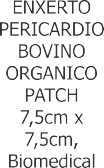 ENXERTO
PERICARDIO
BOVINO
ORGANICO
PATCH
7,5cm x
7,5cm,
Biomedical